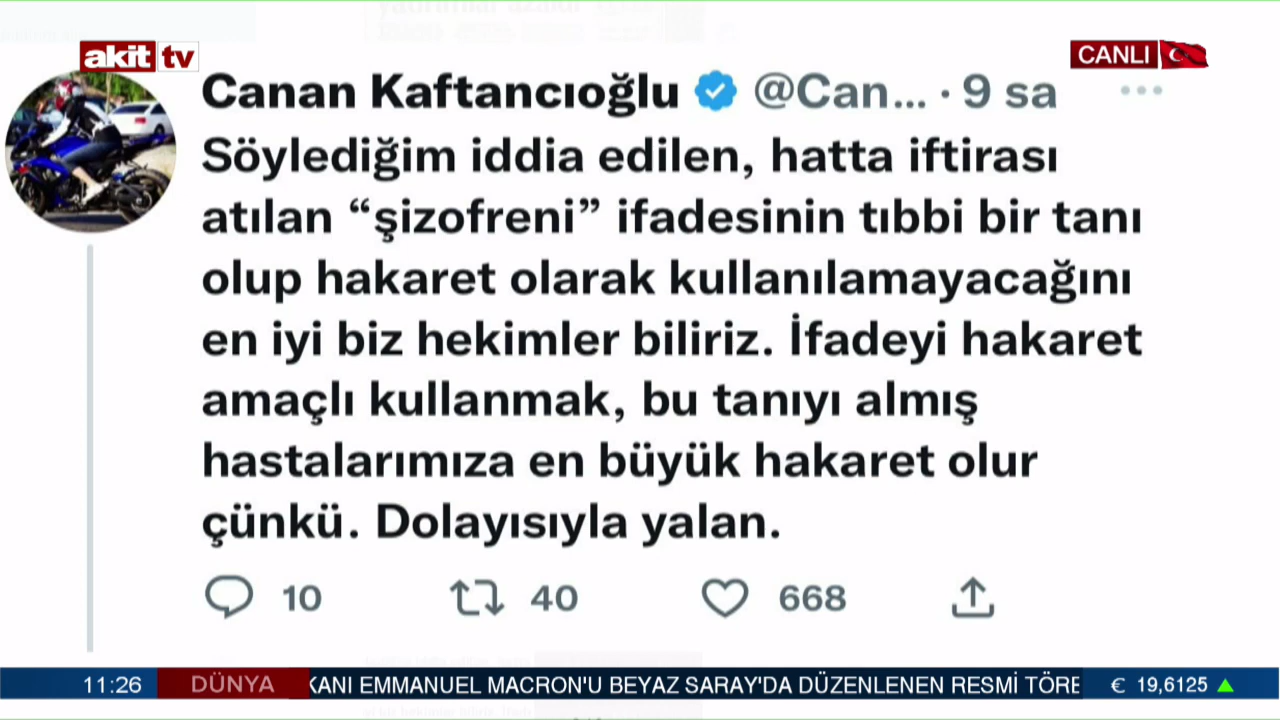 akit tv
CANLI
Canan Kaftancıoğlu @Can... · 9 sa
Söylediğim iddia edilen, hatta iftirası
atılan “şizofreni” ifadesinin tıbbi bir tanı
olup hakaret olarak kullanılamayacağını
en iyi biz hekimler biliriz. İfadeyi hakaret
amaçlı kullanmak, bu tanıyı almış
hastalarımıza en büyük hakaret olur
çünkü. Dolayısıyla yalan.
10 40 668
11:26 DÜNYA KANI EMMANUEL MACRON'U BEYAZ SARAY'DA DÜZENLENEN RESMİ TÖRE € 19,6125